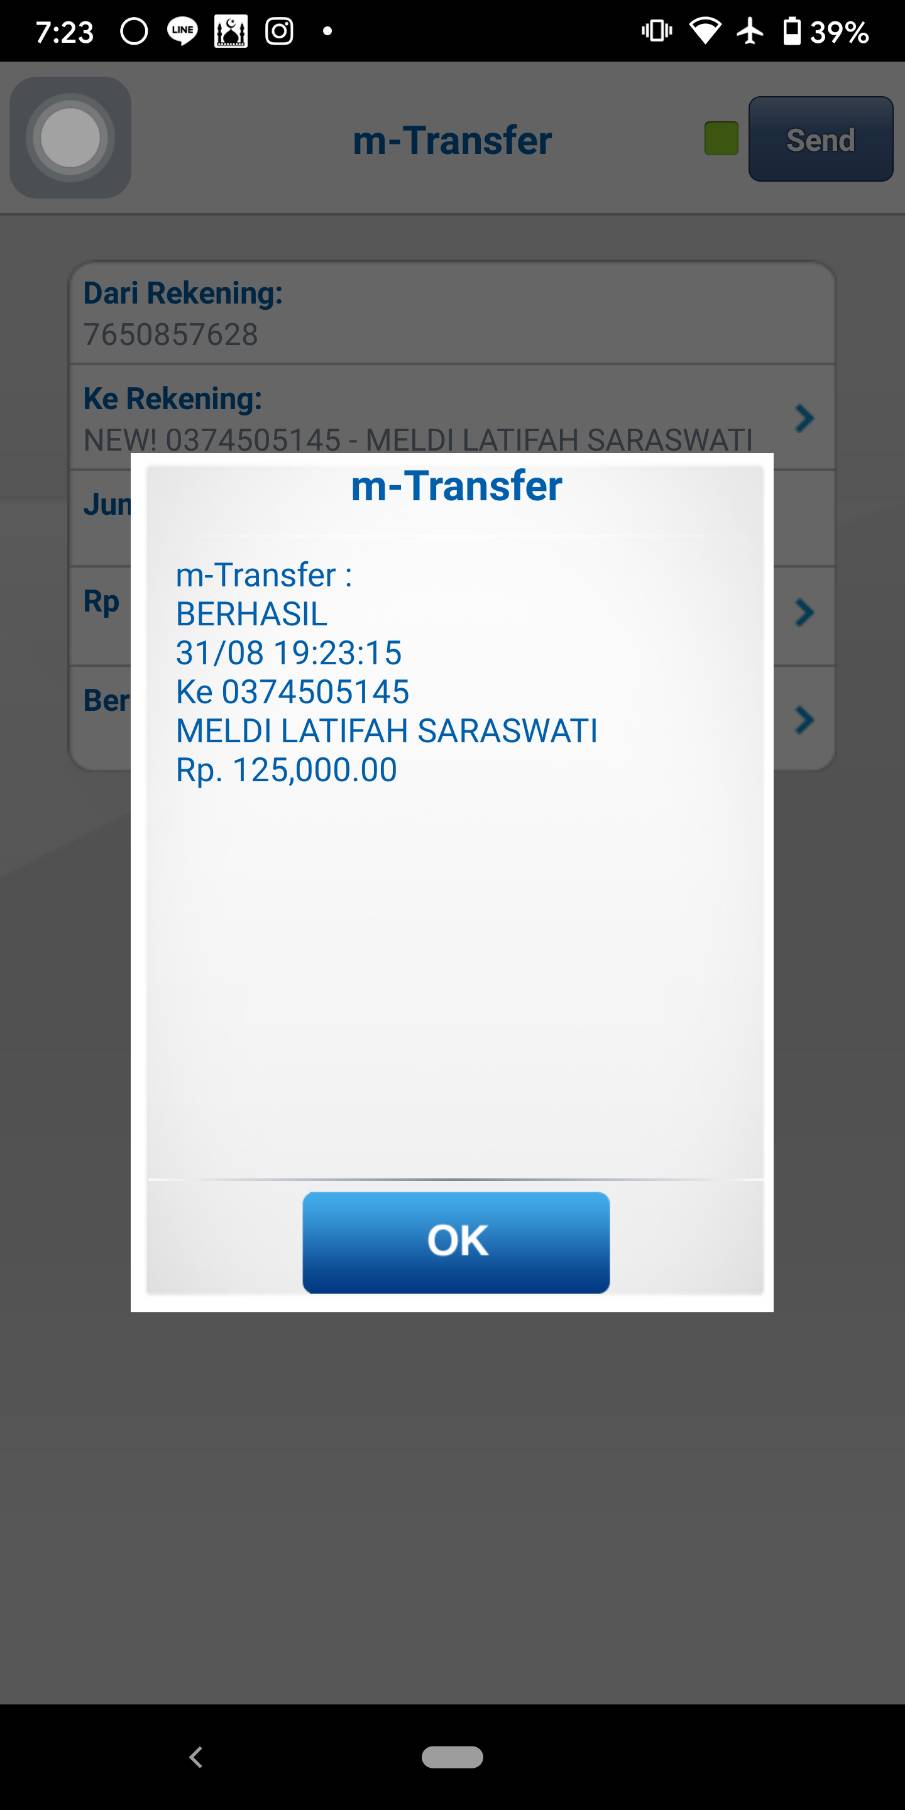 7:23
LINE
39%
m-Transfer
Send
Dari Rekening:
7650857628
Ke Rekening:
NEW! 0374505145 - MELDI LATIFAH SARASWATI
Jun
Rp
Ber
m-Transfer
m-Transfer :
BERHASIL
31/08 19:23:15
Ke 0374505145
MELDI LATIFAH SARASWATI
Rp. 125,000.00
OK